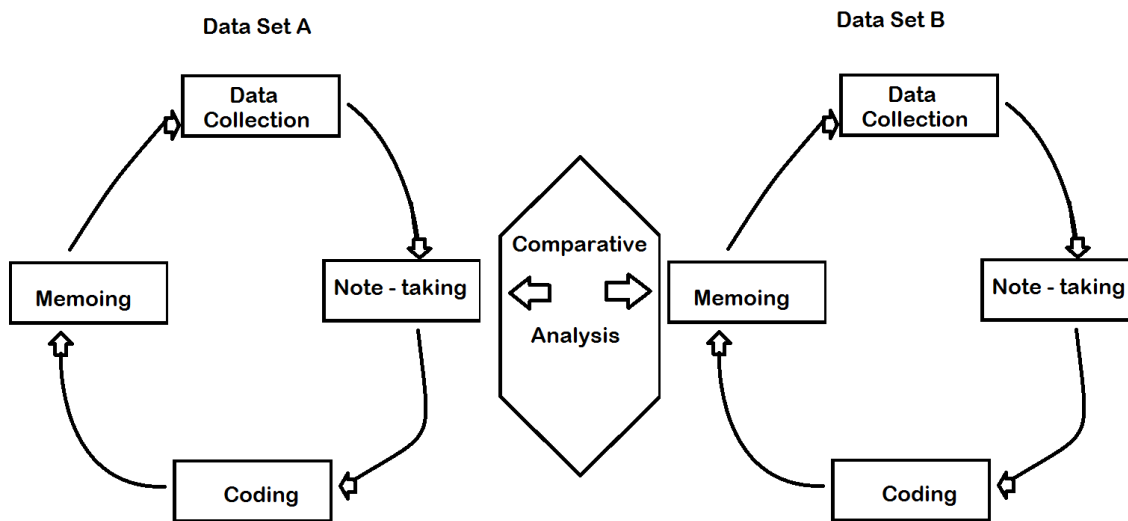 Data Set A
Data
Collection
Note - taking
Coding
Memoing
Comparative
Analysis
Data Set B
Data
Collection
Note - taking
Coding
Memoing